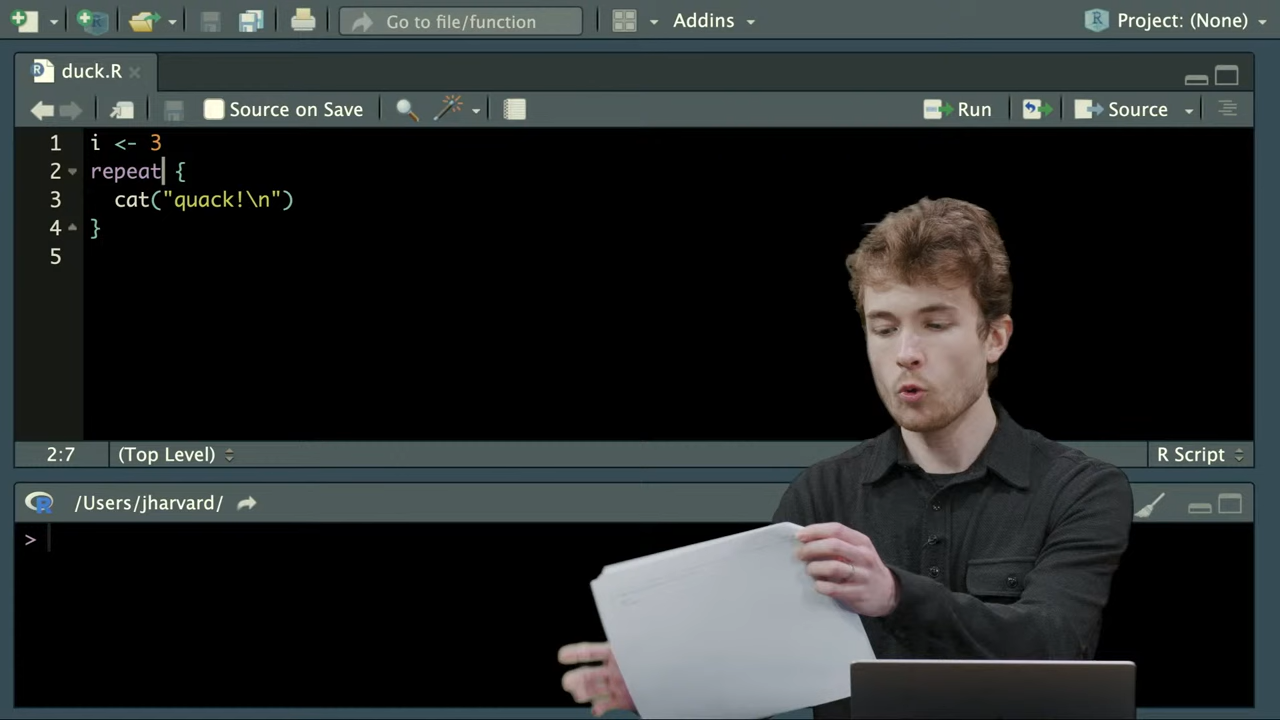 Go to file/function
Addins
Project: (None)
duck.R
Source on Save
Run
Source
1 i <- 3
2 repeat {
3 cat("quack!\n")
4 }
5
2:7
(Top Level)
R Script
/Users/jharvard/
>